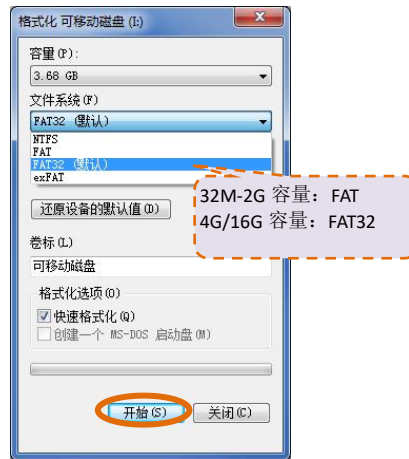 格式化 可移动磁盘 (I:)
容量(P):
3.68 GB
文件系统(F)
FAT32 (默认)
NTFS
FAT
FAT32 (默认)
exFAT
32M-2G 容量：FAT
4G/16G 容量：FAT32
还原设备的默认值(D)
卷标(L)
可移动磁盘
格式化选项(O)
快速格式化(Q)
创建一个 MS-DOS 启动盘(M)
开始(S)
关闭(C)